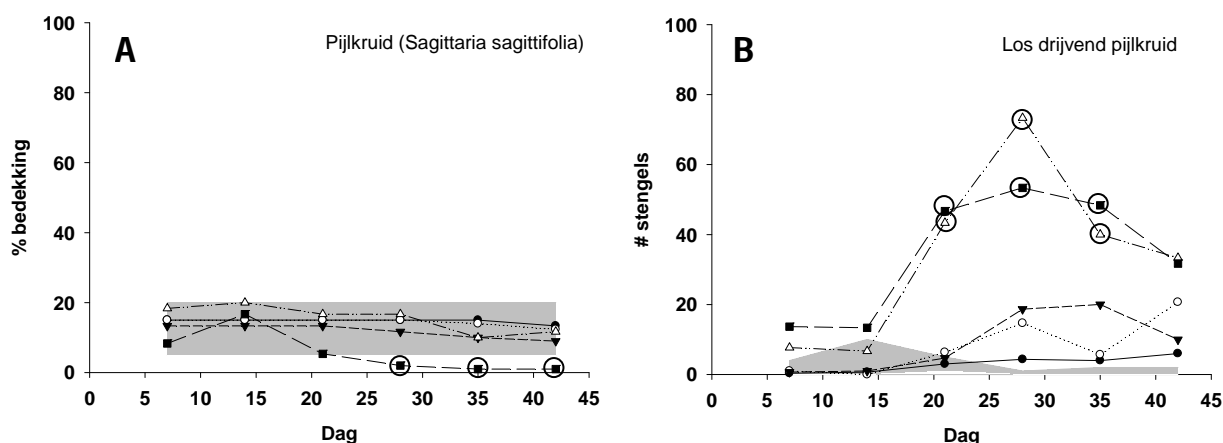 A
Pijlkruid (Sagittaria sagittifolia)
% bedekking
100
80
60
40
20
0
0 5 10 15 20 25 30 35 40 45
Dag
B
Los drijvend pijlkruid
# stengels
100
80
60
40
20
0
0 5 10 15 20 25 30 35 40 45
Dag